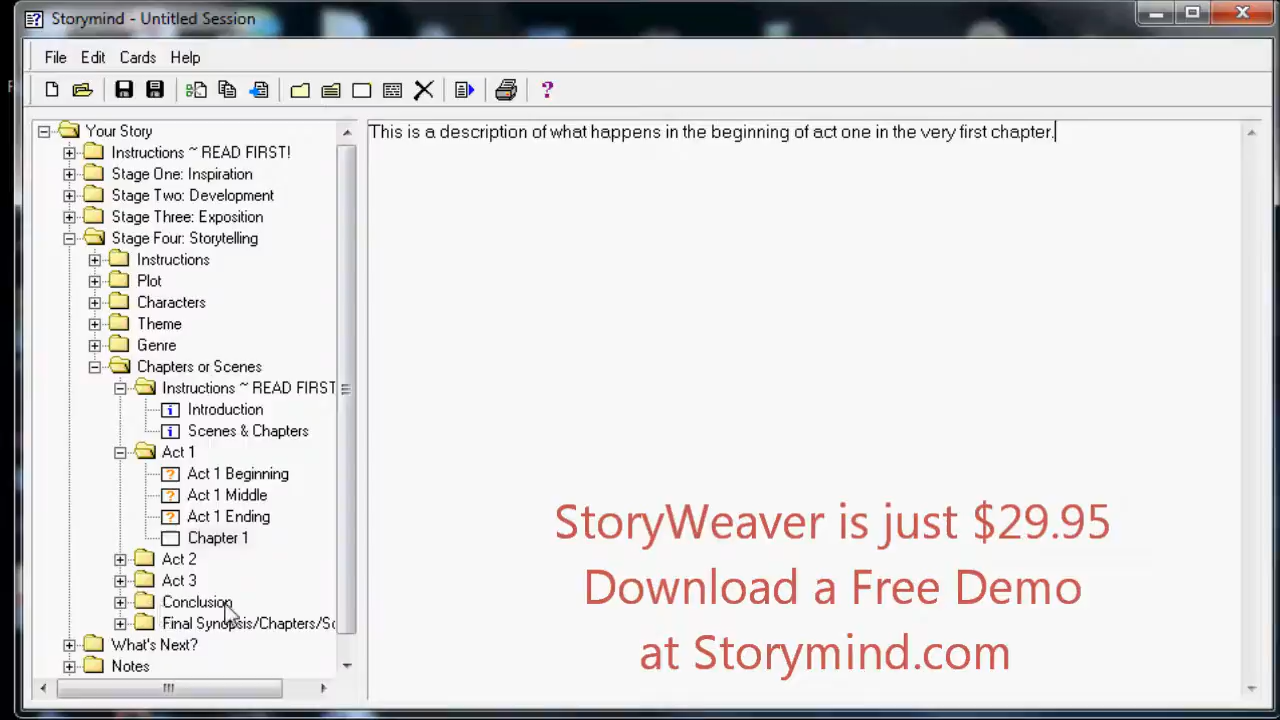 Storymind - Untitled Session
File Edit Cards Help
Your Story
Instructions ~ READ FIRST!
Stage One: Inspiration
Stage Two: Development
Stage Three: Exposition
Stage Four: Storytelling
Instructions
Plot
Characters
Theme
Genre
Chapters or Scenes
Instructions ~ READ FIRST
Introduction
Scenes & Chapters
Act 1
Act 1 Beginning
Act 1 Middle
Act 1 Ending
Chapter 1
Act 2
Act 3
Conclusion
Final Synopsis/Chapters/Sc
What's Next?
Notes
This is a description of what happens in the beginning of act one in the very first chapter.
StoryWeaver is just $29.95
Download a Free Demo
at Storymind.com